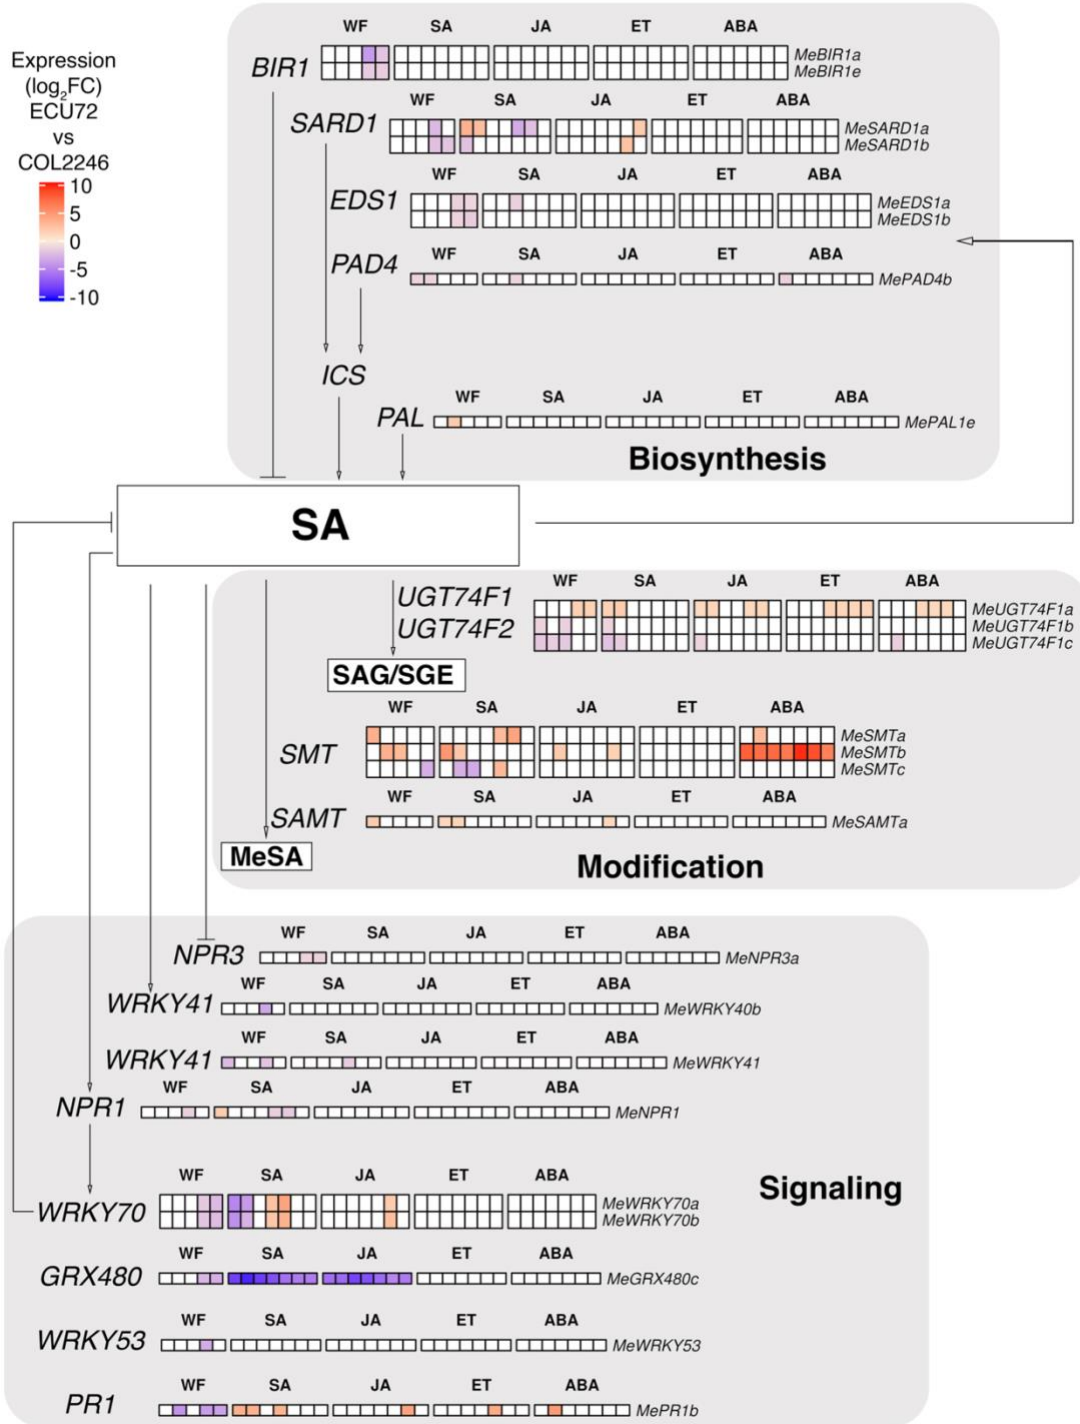 Expression
(log2FC)
ECU72
vs
COL2246
10
5
0
-5
-10
WF SA JA ET ABA
BIR1
MeBIR1a
MeBIR1e
WF SA JA ET ABA
SARD1
MeSARD1a
MeSARD1b
WF SA JA ET ABA
EDS1
MeEDS1a
MeEDS1b
WF SA JA ET ABA
PAD4
MePAD4b
ICS
WF SA JA ET ABA
PAL
MePAL1e
Biosynthesis
SA
WF SA JA ET ABA
UGT74F1
UGT74F2
MeUGT74F1a
MeUGT74F1b
MeUGT74F1c
SAG/SGE
WF SA JA ET ABA
SMT
MeSMTa
MeSMTb
MeSMTc
WF SA JA ET ABA
SAMT
MeSAMTa
MeSA
Modification
WF SA JA ET ABA
NPR3
MeNPR3a
WF SA JA ET ABA
WRKY41
MeWRKY40b
WF SA JA ET ABA
WRKY41
MeWRKY41
WF SA JA ET ABA
NPR1
MeNPR1
Signaling
WF SA JA ET ABA
WRKY70
MeWRKY70a
MeWRKY70b
WF SA JA ET ABA
GRX480
MeGRX480c
WF SA JA ET ABA
WRKY53
MeWRKY53
WF SA JA ET ABA
PR1
MePR1b